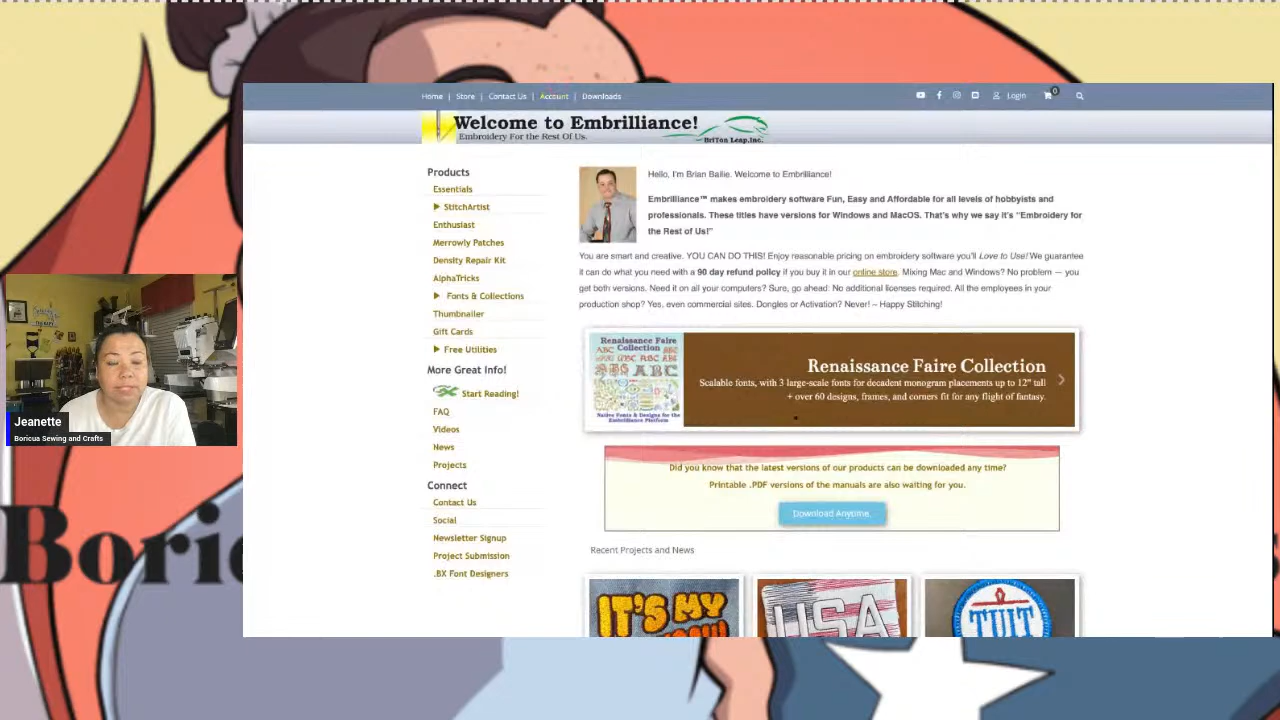 Home | Store | Contact Us | Account | Downloads
Login
0
Welcome to Embrilliance!
Embroidery For the Rest Of Us.
BriTon Leap, Inc.
Products
Essentials
StitchArtist
Enthusiast
Merrowly Patches
Density Repair Kit
AlphaTricks
Fonts & Collections
Thumbnailer
Gift Cards
Free Utilities
More Great Info!
Start Reading!
FAQ
Videos
News
Projects
Connect
Contact Us
Social
Newsletter Signup
Project Submission
.BX Font Designers
Hello, I'm Brian Bailie. Welcome to Embrilliance!
Embrilliance™ makes embroidery software Fun, Easy and Affordable for all levels of hobbyists and
professionals. These titles have versions for Windows and MacOS. That's why we say it's "Embroidery for
the Rest of Us!"
You are smart and creative. YOU CAN DO THIS! Enjoy reasonable pricing on embroidery software you'll Love to Use! We guarantee
it can do what you need with a 90 day refund policy if you buy it in our online store. Mixing Mac and Windows? No problem — you
get both versions. Need it on all your computers? Sure, go ahead: No additional licenses required. All the employees in your
production shop? Yes, even commercial sites. Dongles or Activation? Never! ~ Happy Stitching!
Renaissance Faire
Collection
Native Fonts & Designs for the
Embrilliance Platform
Renaissance Faire Collection
Scalable fonts, with 3 large-scale fonts for decadent monogram placements up to 12" tall
+ over 60 designs, frames, and corners fit for any flight of fantasy.
Did you know that the latest versions of our products can be downloaded any time?
Printable .PDF versions of the manuals are also waiting for you.
Download Anytime.
Recent Projects and News
IT'S MY
USA
TUIT
Jeanette
Boricua Sewing and Crafts
Boric